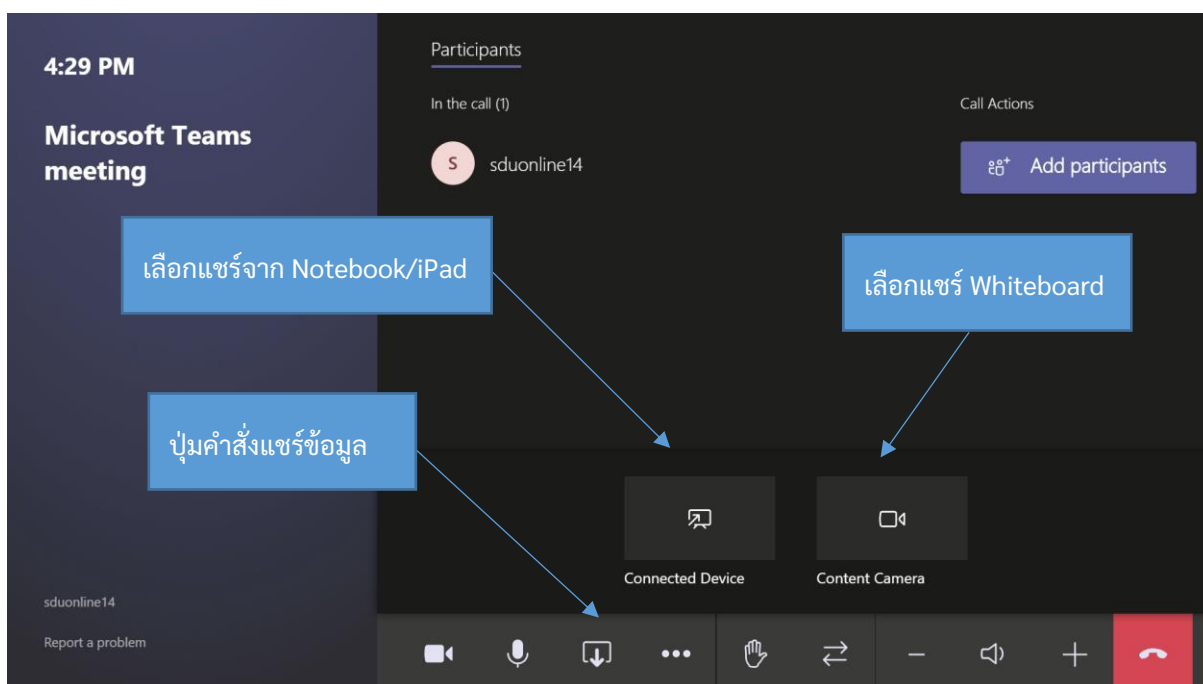 4:29 PM
Microsoft Teams
meeting
Participants
In the call (1)
Call Actions
S
sduonline14
Add participants
เลือกแชร์จาก Notebook/iPad
เลือกแชร์ Whiteboard
ปุ่มคำสั่งแชร์ข้อมูล
Connected Device
Content Camera
sduonline14
Report a problem